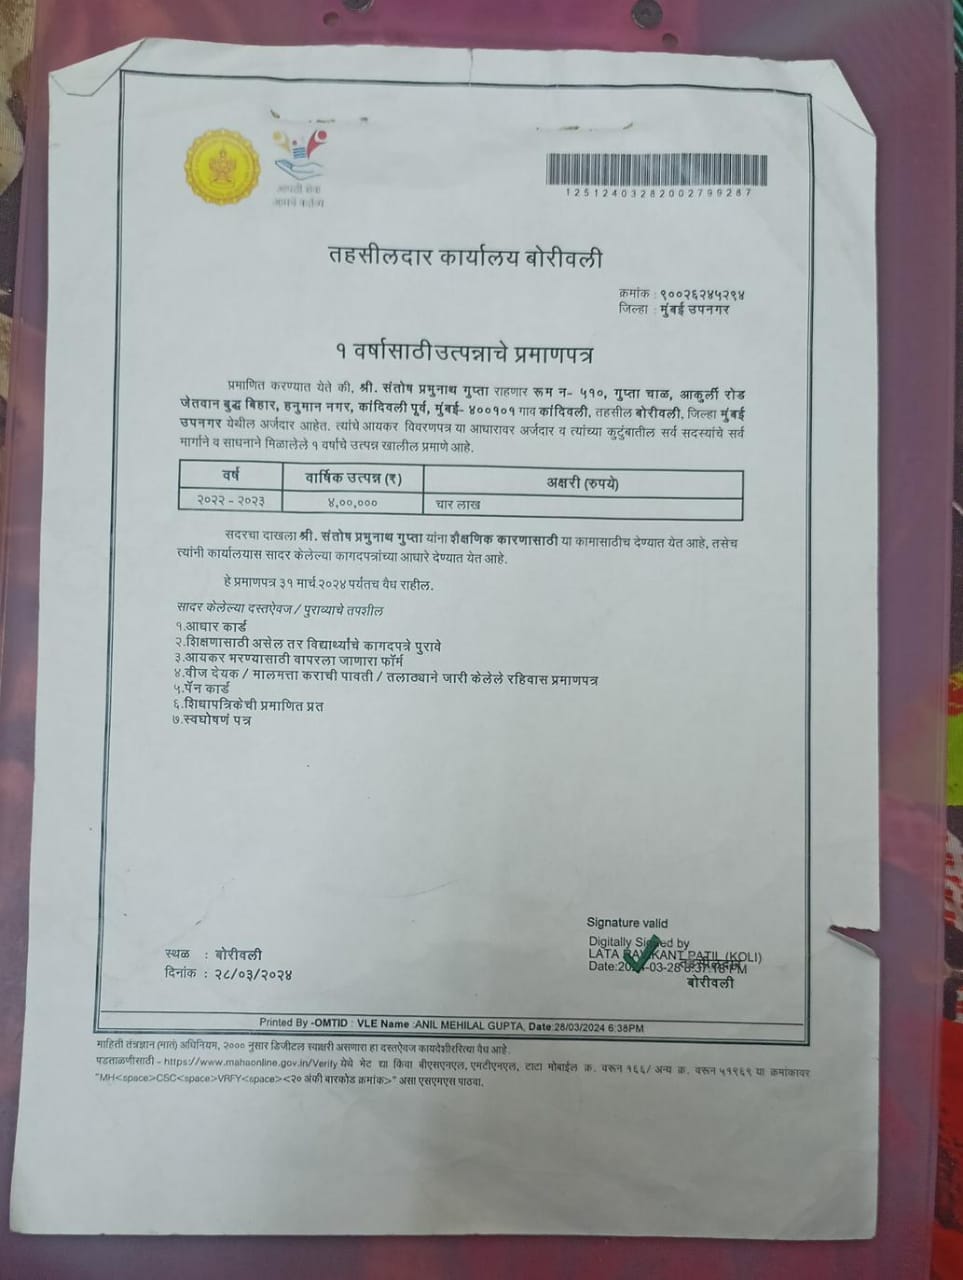 आपली सेवा
आमचे कर्तव्य
12512403282002799287
तहसीलदार कार्यालय बोरीवली
क्रमांक : ९००२६२४५२९४
जिल्हा : मुंबई उपनगर
१ वर्षासाठी उत्पन्नाचे प्रमाणपत्र
प्रमाणित करण्यात येते की, श्री. संतोष प्रभुनाथ गुप्ता राहणार रूम न- ५१०, गुप्ता चाळ, आकुर्ली रोड
जेतवान बुद्ध बिहार, हनुमान नगर, कांदिवली पूर्व, मुंबई- ४००१०१ गाव कांदिवली, तहसील बोरीवली, जिल्हा मुंबई
उपनगर येथील अर्जदार आहेत. त्यांचे आयकर विवरणपत्र या आधारावर अर्जदार व त्यांच्या कुटुंबातील सर्व सदस्यांचे सर्व
मार्गाने व साधनाने मिळालेले १ वर्षाचे उत्पन्न खालील प्रमाणे आहे.
वर्ष वार्षिक उत्पन्न (₹) अक्षरी (रुपये)
२०२२ - २०२३ ४,००,००० चार लाख
सदरचा दाखला श्री. संतोष प्रभुनाथ गुप्ता यांना शैक्षणिक कारणासाठी या कामासाठीच देण्यात येत आहे, तसेच
त्यांनी कार्यालयास सादर केलेल्या कागदपत्रांच्या आधारे देण्यात येत आहे.
हे प्रमाणपत्र ३१ मार्च २०२४ पर्यतच वैध राहील.
सादर केलेल्या दस्तऐवज / पुराव्याचे तपशील
१.आधार कार्ड
२.शिक्षणासाठी असेल तर विद्यार्थ्यांचे कागदपत्रे पुरावे
३.आयकर भरण्यासाठी वापरला जाणारा फॉर्म
४.वीज देयक / मालमत्ता कराची पावती / तलाठ्याने जारी केलेले रहिवास प्रमाणपत्र
५.पॅन कार्ड
६.शिधापत्रिकेची प्रमाणित प्रत
७.स्वघोषणं पत्र
Signature valid
Digitally Signed by
LATA RAVIKANT PATIL (KOLI)
Date:2024-03-28 8:37:18 PM
तहसीलदार
बोरीवली
स्थळ : बोरीवली
दिनांक : २८/०३/२०२४
Printed By -OMTID : VLE Name :ANIL MEHILAL GUPTA, Date:28/03/2024 6:38PM
माहिती तंत्रज्ञान (मातं) अधिनियम, २००० नुसार डिजीटल स्वाक्षरी असणारा हा दस्तऐवज कायदेशीररित्या वैध आहे.
पडताळणीसाठी - https://www.mahaonline.gov.in/Verify येथे भेट द्या किंवा बीएसएनएल, एमटीएनएल, टाटा मोबाईल क्र. वरून १६६/ अन्य क्र. वरून ५१९६९ या क्रमांकावर
"MH<space>CSC<space>VRFY<space><२० अंकी बारकोड क्रमांक>" असा एसएमएस पाठवा.